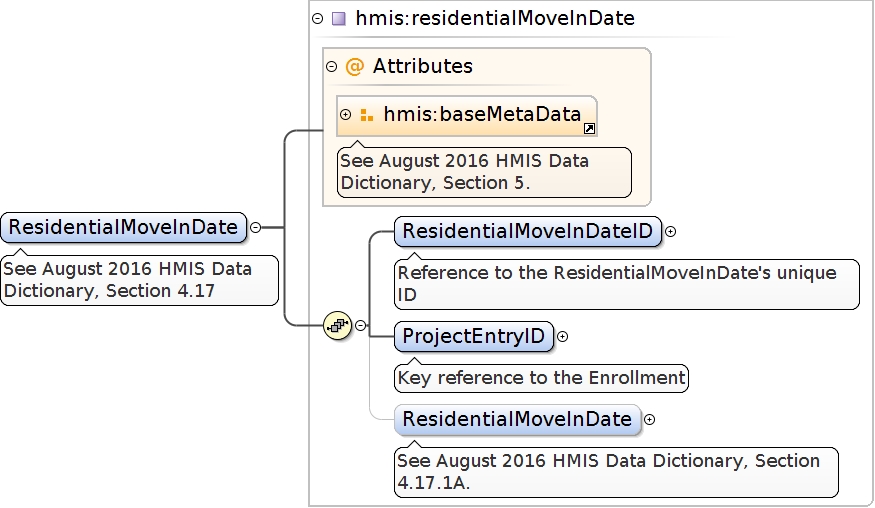 hmis:residentialMoveInDate
@ Attributes
hmis:baseMetaData
See August 2016 HMIS Data
Dictionary, Section 5.
ResidentialMoveInDate
See August 2016 HMIS Data
Dictionary, Section 4.17
ResidentialMoveInDateID
Reference to the ResidentialMoveInDate's unique
ID
ProjectEntryID
Key reference to the Enrollment
ResidentialMoveInDate
See August 2016 HMIS Data Dictionary, Section
4.17.1A.